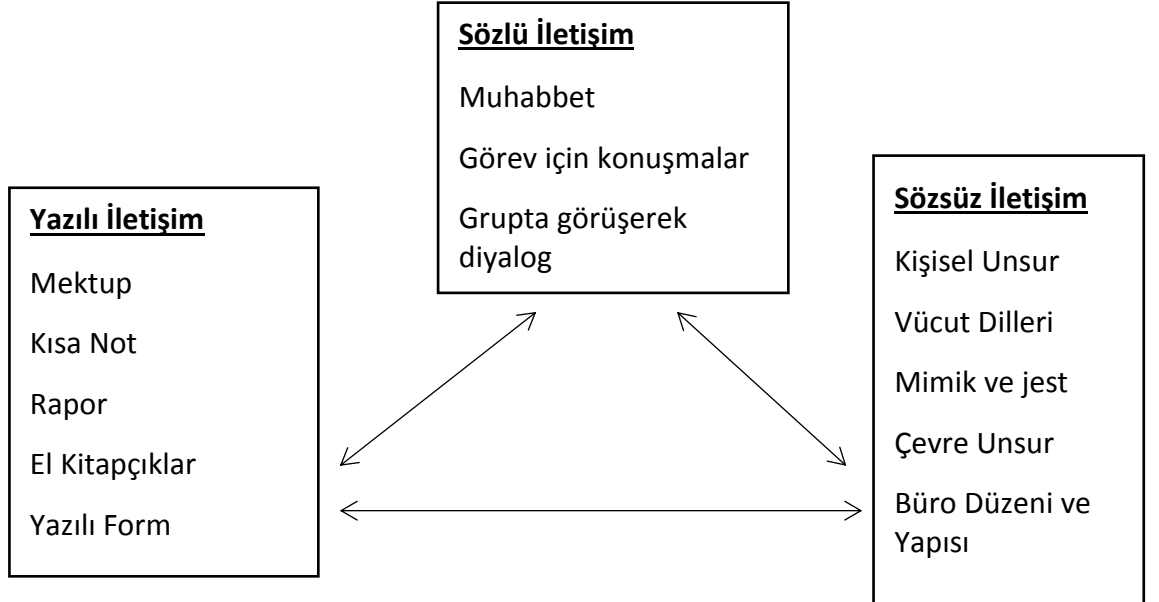 Sözlü İletişim
Muhabbet
Görev için konuşmalar
Grupta görüşerek
diyalog
Yazılı İletişim
Mektup
Kısa Not
Rapor
El Kitapçıklar
Yazılı Form
Sözsüz İletişim
Kişisel Unsur
Vücut Dilleri
Mimik ve jest
Çevre Unsur
Büro Düzeni ve
Yapısı